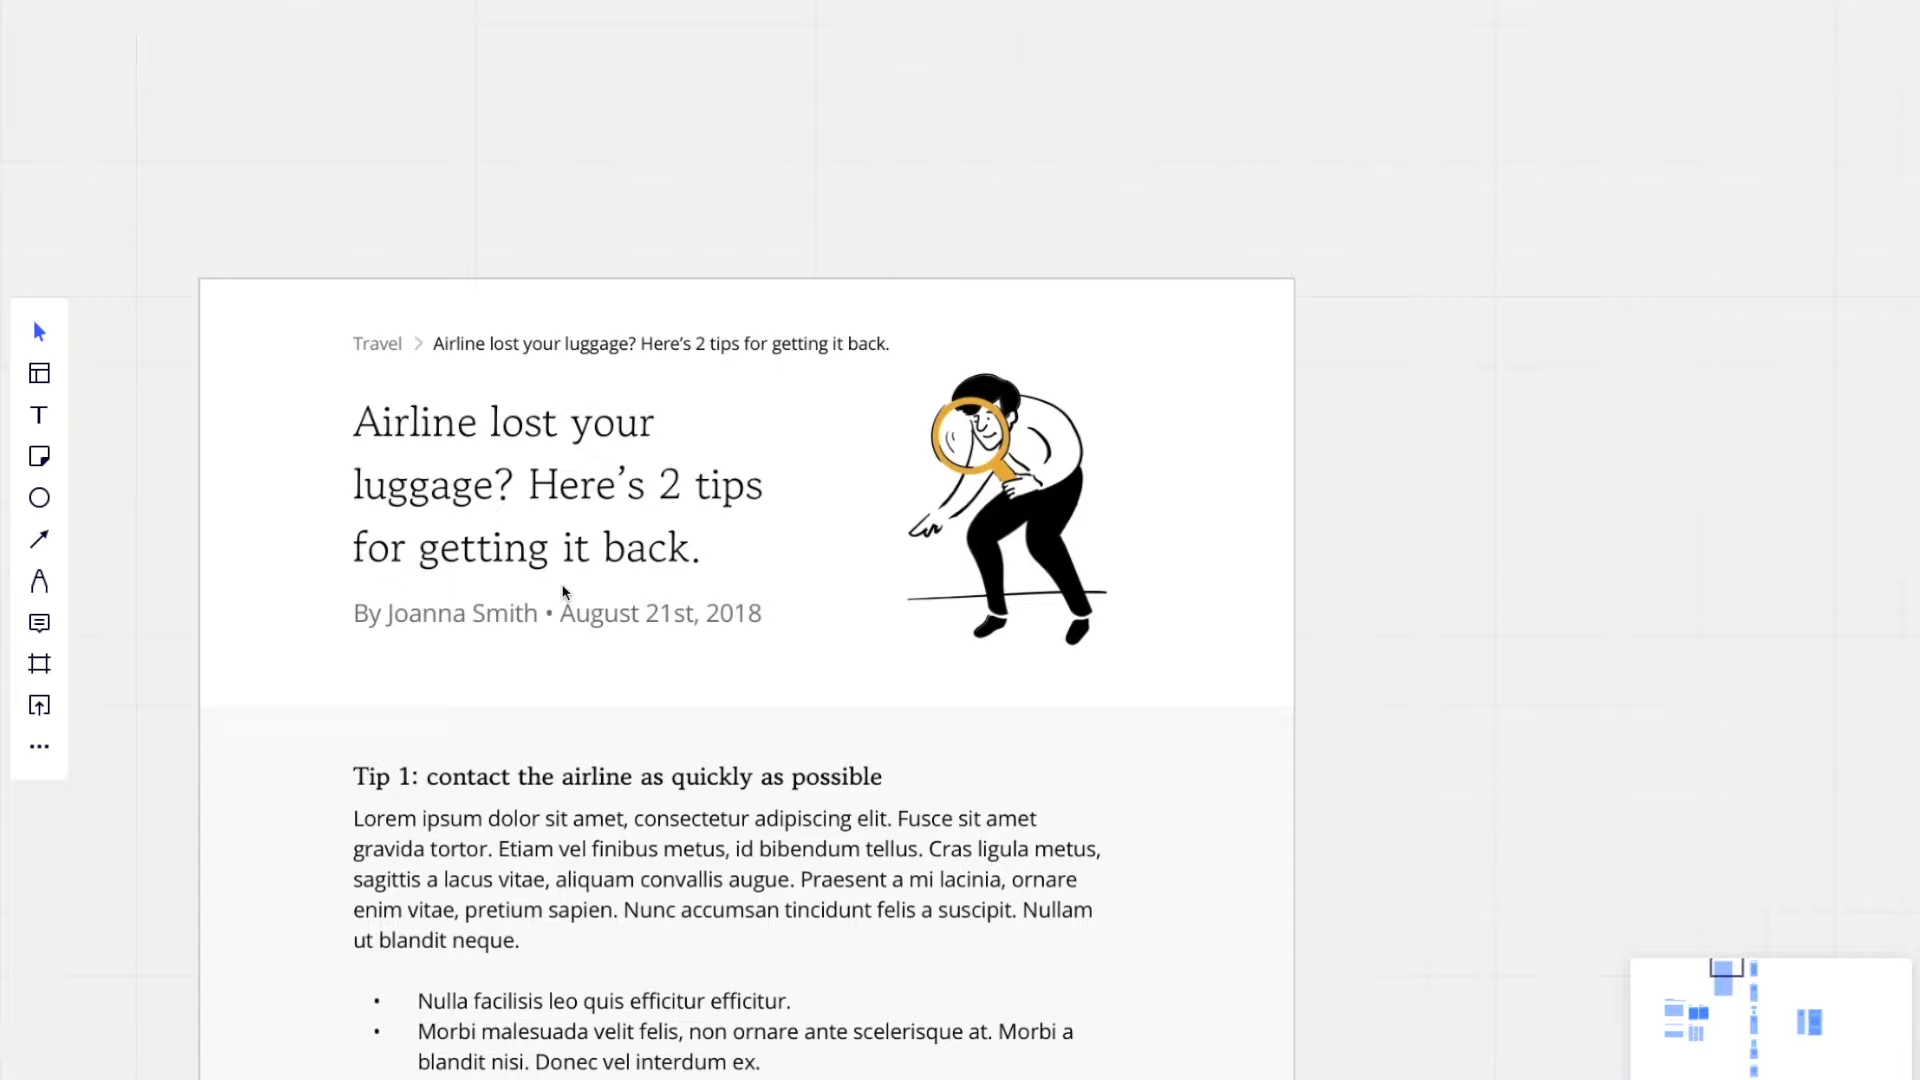 Travel > Airline lost your luggage? Here’s 2 tips for getting it back.
Airline lost your
luggage? Here’s 2 tips
for getting it back.
By Joanna Smith • August 21st, 2018
Tip 1: contact the airline as quickly as possible
Lorem ipsum dolor sit amet, consectetur adipiscing elit. Fusce sit amet
gravida tortor. Etiam vel finibus metus, id bibendum tellus. Cras ligula metus,
sagittis a lacus vitae, aliquam convallis augue. Praesent a mi lacinia, ornare
enim vitae, pretium sapien. Nunc accumsan tincidunt felis a suscipit. Nullam
ut blandit neque.
• Nulla facilisis leo quis efficitur efficitur.
• Morbi malesuada velit felis, non ornare ante scelerisque at. Morbi a
blandit nisi. Donec vel interdum ex.